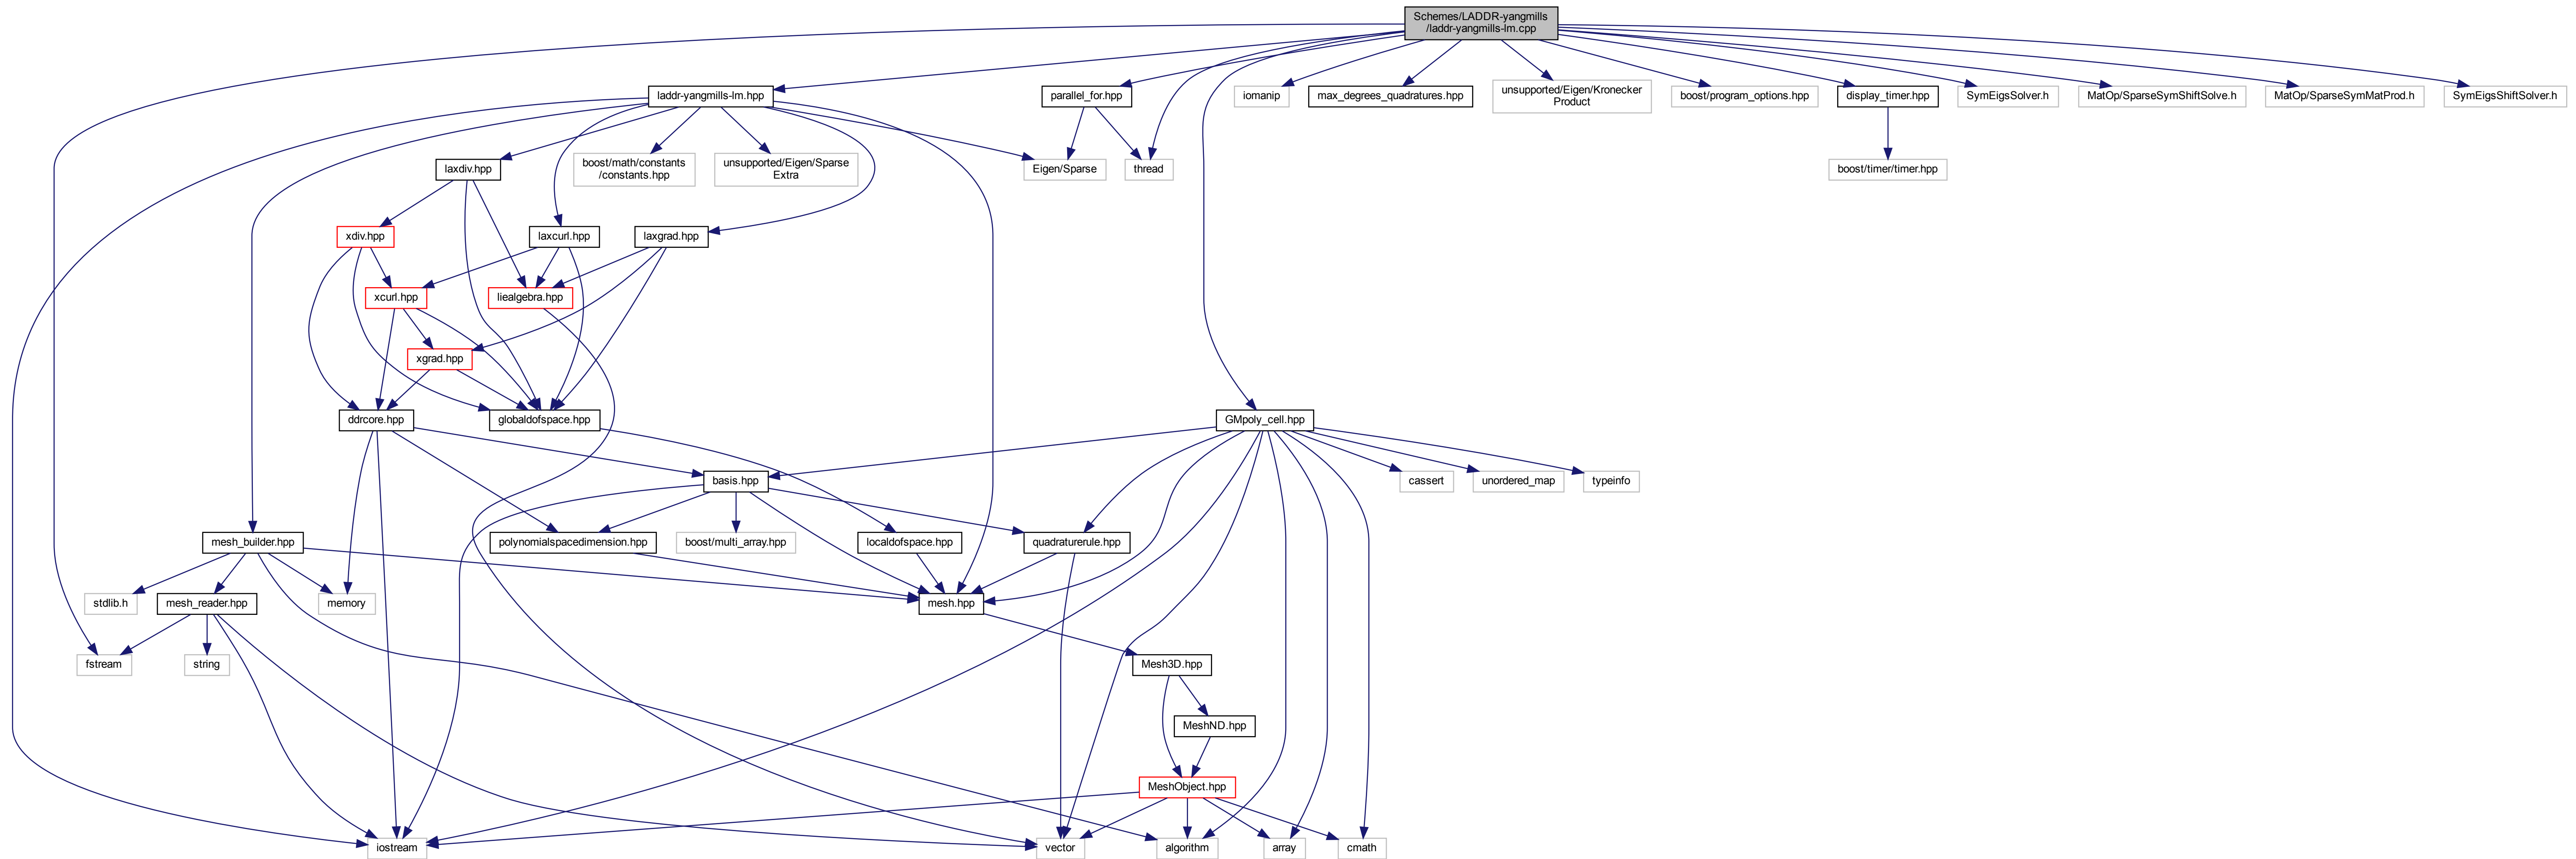 Schemes/LADDR-yangmills
/laddr-yangmills-lm.cpp
laddr-yangmills-lm.hpp
parallel_for.hpp
iomanip
max_degrees_quadratures.hpp
unsupported/Eigen/Kronecker
Product
boost/program_options.hpp
display_timer.hpp
SymEigsSolver.h
MatOp/SparseSymShiftSolve.h
MatOp/SparseSymMatProd.h
SymEigsShiftSolver.h
laxdiv.hpp
boost/math/constants
/constants.hpp
unsupported/Eigen/Sparse
Extra
Eigen/Sparse
thread
boost/timer/timer.hpp
xdiv.hpp
laxcurl.hpp
laxgrad.hpp
xcurl.hpp
liealgebra.hpp
xgrad.hpp
ddrcore.hpp
globaldofspace.hpp
GMpoly_cell.hpp
basis.hpp
cassert
unordered_map
typeinfo
mesh_builder.hpp
polynomialspacedimension.hpp
boost/multi_array.hpp
localdofspace.hpp
quadraturerule.hpp
stdlib.h
mesh_reader.hpp
memory
mesh.hpp
fstream
string
Mesh3D.hpp
MeshND.hpp
MeshObject.hpp
iostream
vector
algorithm
array
cmath